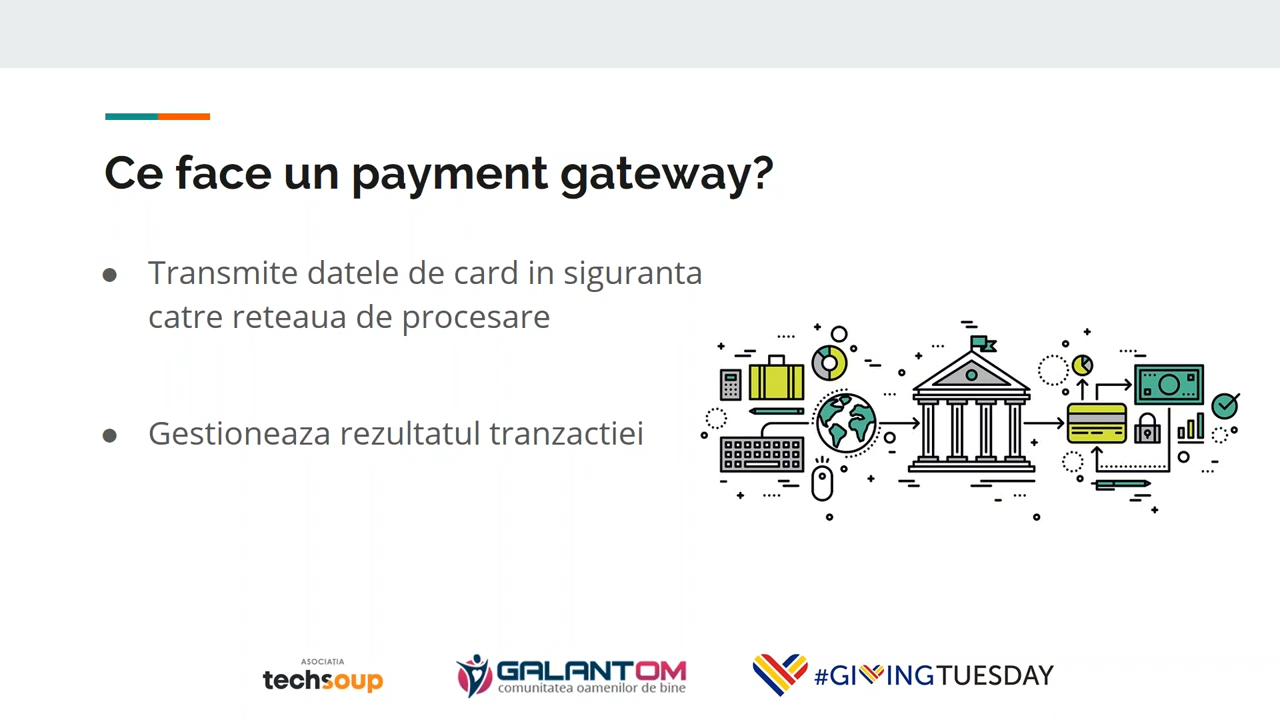 Ce face un payment gateway?
● Transmite datele de card in siguranta
catre reteaua de procesare
● Gestioneaza rezultatul tranzactiei
ASOCIAȚIA
techsoup
GALANTOM
comunitatea oamenilor de bine
#GIVINGTUESDAY